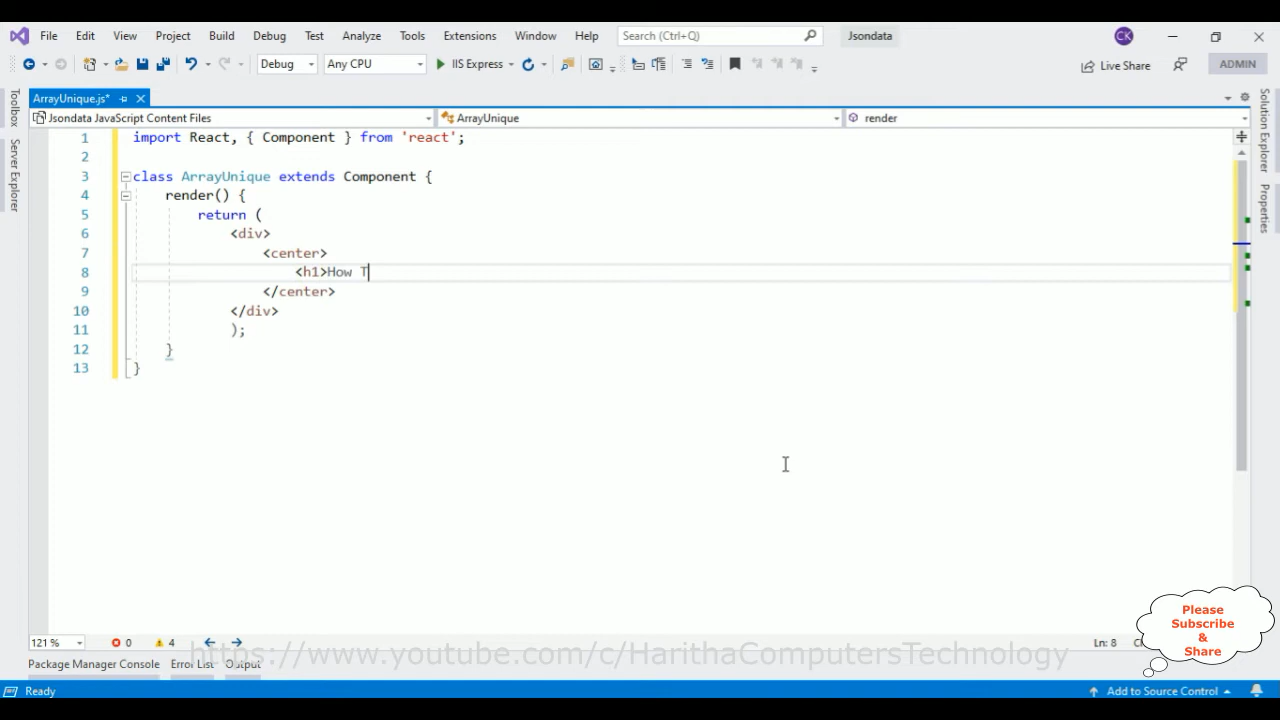 File Edit View Project Build Debug Test Analyze Tools Extensions Window Help Search (Ctrl+Q) Jsondata CK
Debug Any CPU IIS Express Live Share ADMIN
ArrayUnique.js*
Jsondata JavaScript Content Files ArrayUnique render
Toolbox
Server Explorer
Solution Explorer
Properties
1 import React, { Component } from 'react';
2
3 class ArrayUnique extends Component {
4 render() {
5 return (
6 <div>
7 <center>
8 <h1>How T
9 </center>
10 </div>
11 );
12 }
13 }
Please
Subscribe
&
Share
121 % 0 4 Ln: 8
https://www.youtube.com/c/HarithaComputersTechnology
Package Manager Console Error List Output
Ready Add to Source Control